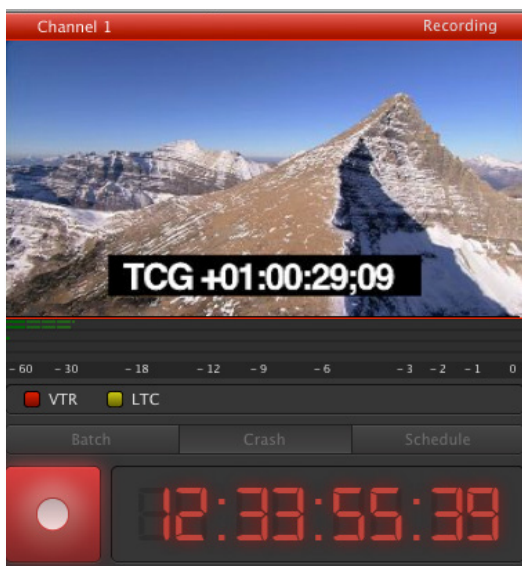 Channel 1 Recording
TCG +01:00:29;09
-60 -30 -18 -12 -9 -6 -3 -2 -1 0
VTR LTC
Batch Crash Schedule
12:33:55:39